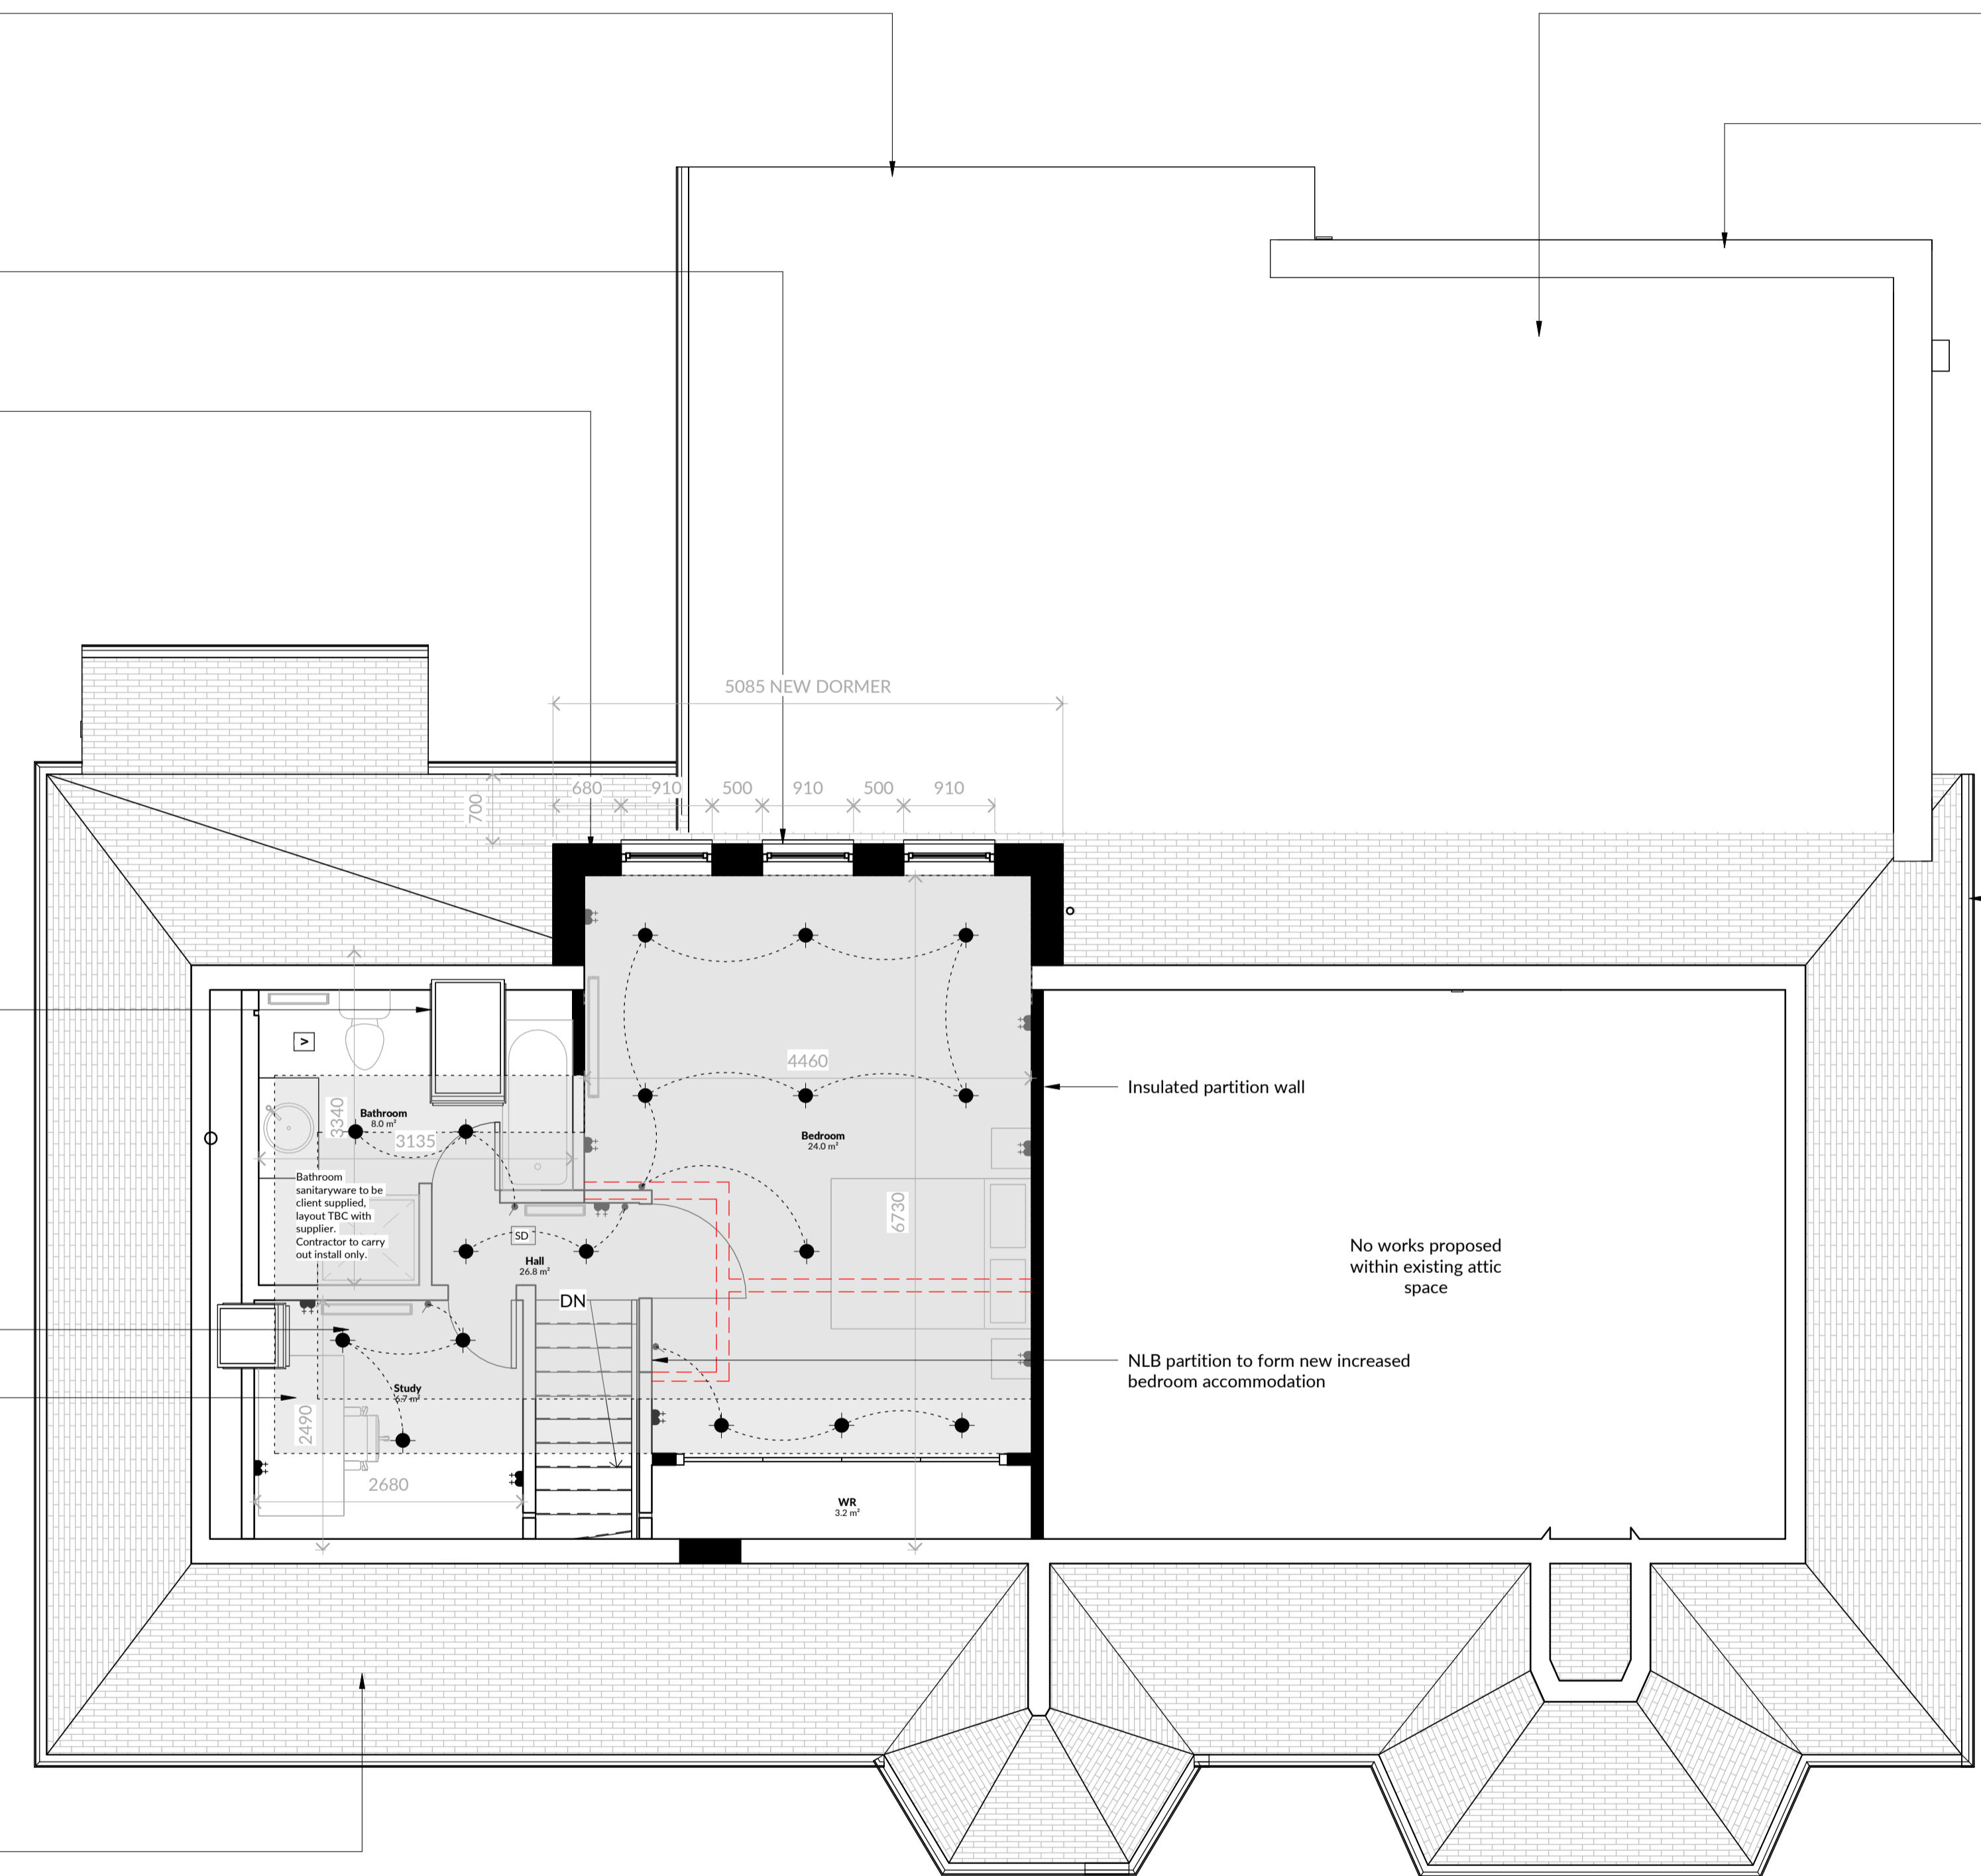 5085 NEW DORMER
680
910
500
910
500
910
700
4460
Insulated partition wall
Bathroom
8.0 m²
3340
3135
Bedroom
24.0 m²
Bathroom
sanitaryware to be
client supplied,
layout TBC with
supplier.
Contractor to carry
out install only.
6730
SD
Hall
26.8 m²
No works proposed
within existing attic
space
DN
NLB partition to form new increased
bedroom accommodation
Study
6.7 m²
2490
2680
WR
3.2 m²
V